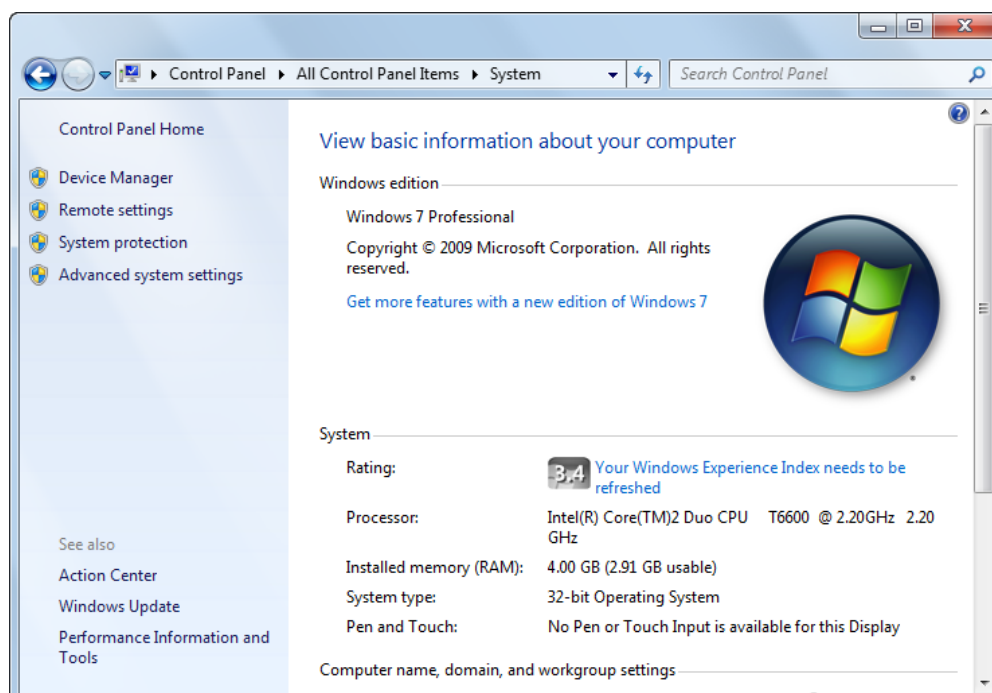 Control Panel ▸ All Control Panel Items ▸ System
Search Control Panel
Control Panel Home
Device Manager
Remote settings
System protection
Advanced system settings
See also
Action Center
Windows Update
Performance Information and
Tools
View basic information about your computer
Windows edition
Windows 7 Professional
Copyright © 2009 Microsoft Corporation. All rights
reserved.
Get more features with a new edition of Windows 7
System
Rating:
3.4 Your Windows Experience Index needs to be
refreshed
Processor:
Intel(R) Core(TM)2 Duo CPU T6600 @ 2.20GHz 2.20
GHz
Installed memory (RAM):
4.00 GB (2.91 GB usable)
System type:
32-bit Operating System
Pen and Touch:
No Pen or Touch Input is available for this Display
Computer name, domain, and workgroup settings